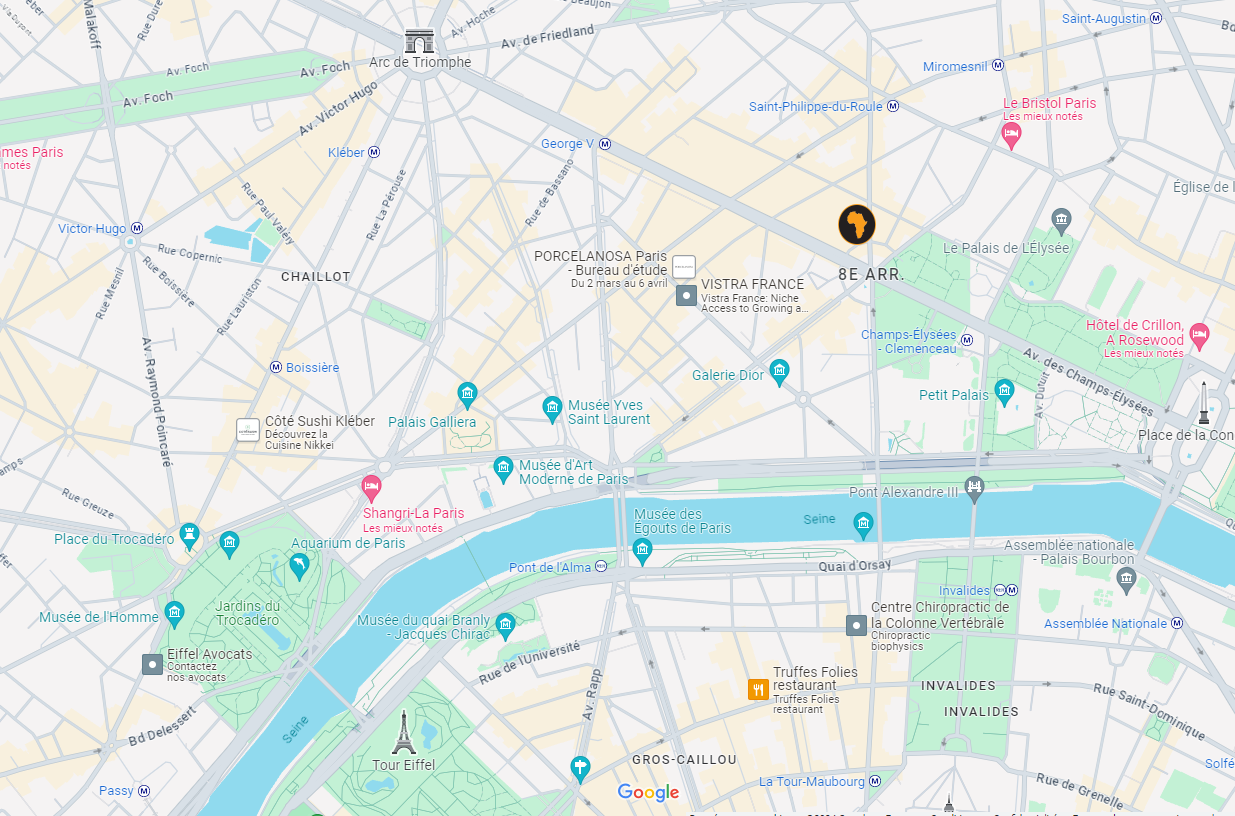 Malakoff
Rue Dure
Av. Hoche
Beaujon
Av. de Friedland
Saint-Augustin
Miromesnil
Av. Foch
Av. Foch
Av. Foch
Arc de Triomphe
Av. Victor Hugo
Saint-Philippe-du-Roule
Le Bristol Paris
Les mieux notés
mes Paris
notés
Kléber
George V
Rue Paul Valéry
Rue La Pérouse
Rue de Bassano
Église de l
Victor Hugo
Rue Copernic
Rue Boissière
Rue Mesnil
Rue Lauriston
CHAILLOT
PORCELANOSA Paris
- Bureau d'étude
Du 2 mars au 6 avril
VISTRA FRANCE
Vistra France: Niche
Access to Growing a...
8E ARR.
Le Palais de L'Élysée
Champs-Élysées
- Clemenceau
Hôtel de Crillon,
A Rosewood
Les mieux notés
Av. Raymond Poincaré
Boissière
Galerie Dior
Petit Palais
Av. Dutuit
Av. des Champs-Élysées
Palais Galliera
Musée Yves
Saint Laurent
Côté Sushi Kléber
Découvrez la
Cuisine Nikkei
Place de la Con
Musée d'Art
Moderne de Paris
amps
Rue Greuze
Shangri-La Paris
Les mieux notés
Pont Alexandre III
Musée des
Égouts de Paris
Seine
Place du Trocadéro
Aquarium de Paris
Pont de l'Alma
RER
Quai d'Orsay
Assemblée nationale
- Palais Bourbon
Invalides
Musée de l'Homme
Jardins du
Trocadéro
Musée du quai Branly
- Jacques Chirac
Centre Chiropractic de
la Colonne Vertébrale
Chiropractic
biophysics
Assemblée Nationale
Eiffel Avocats
Contactez
nos avocats
Rue de l'Université
Av. Rapp
Truffes Folies
restaurant
Truffes Folies
restaurant
INVALIDES
INVALIDES
Rue Saint-Dominique
Bd Delessert
Seine
Tour Eiffel
GROS-CAILLOU
Solfé
Passy
Google
La Tour-Maubourg
Rue de Grenelle